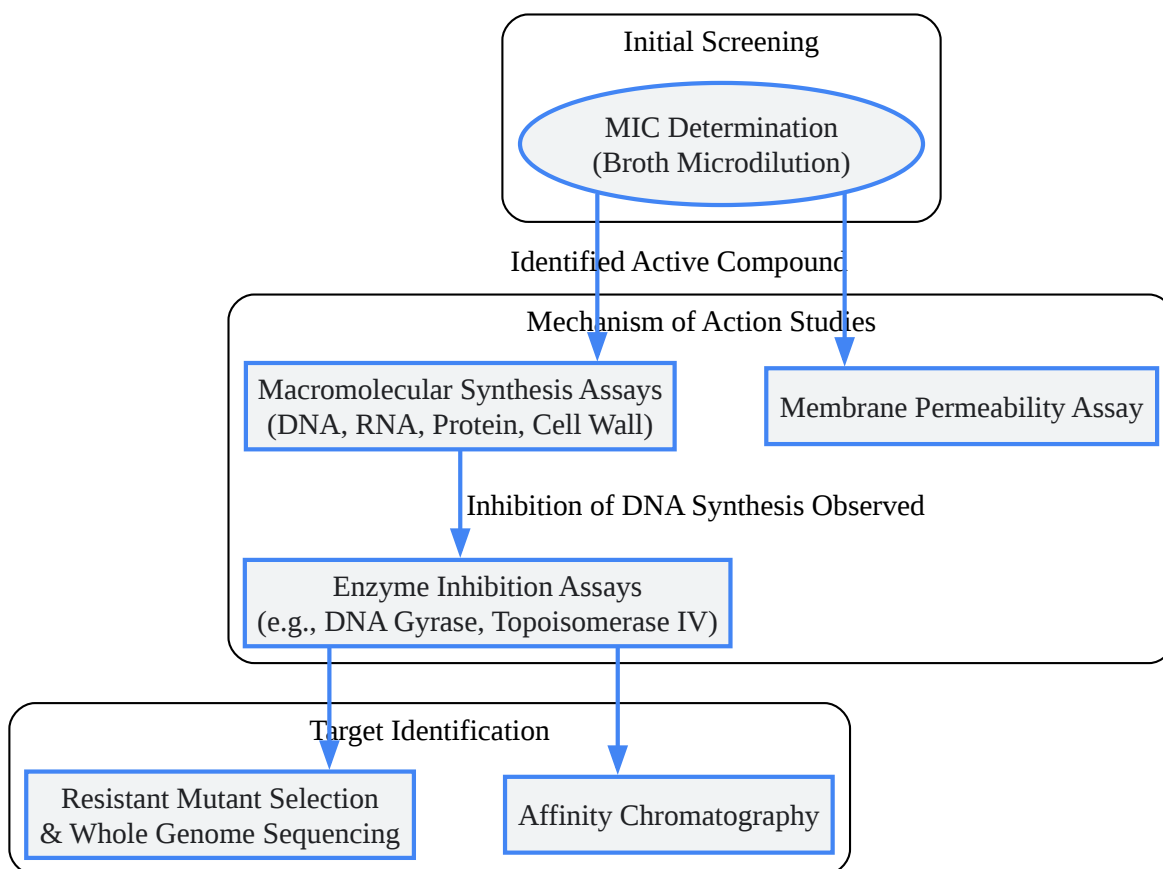 Initial Screening
MIC Determination
(Broth Microdilution)
Identified Active Compound
Mechanism of Action Studies
Macromolecular Synthesis Assays
(DNA, RNA, Protein, Cell Wall)
Membrane Permeability Assay
Inhibition of DNA Synthesis Observed
Enzyme Inhibition Assays
(e.g., DNA Gyrase, Topoisomerase IV)
Target Identification
Resistant Mutant Selection
& Whole Genome Sequencing
Affinity Chromatography